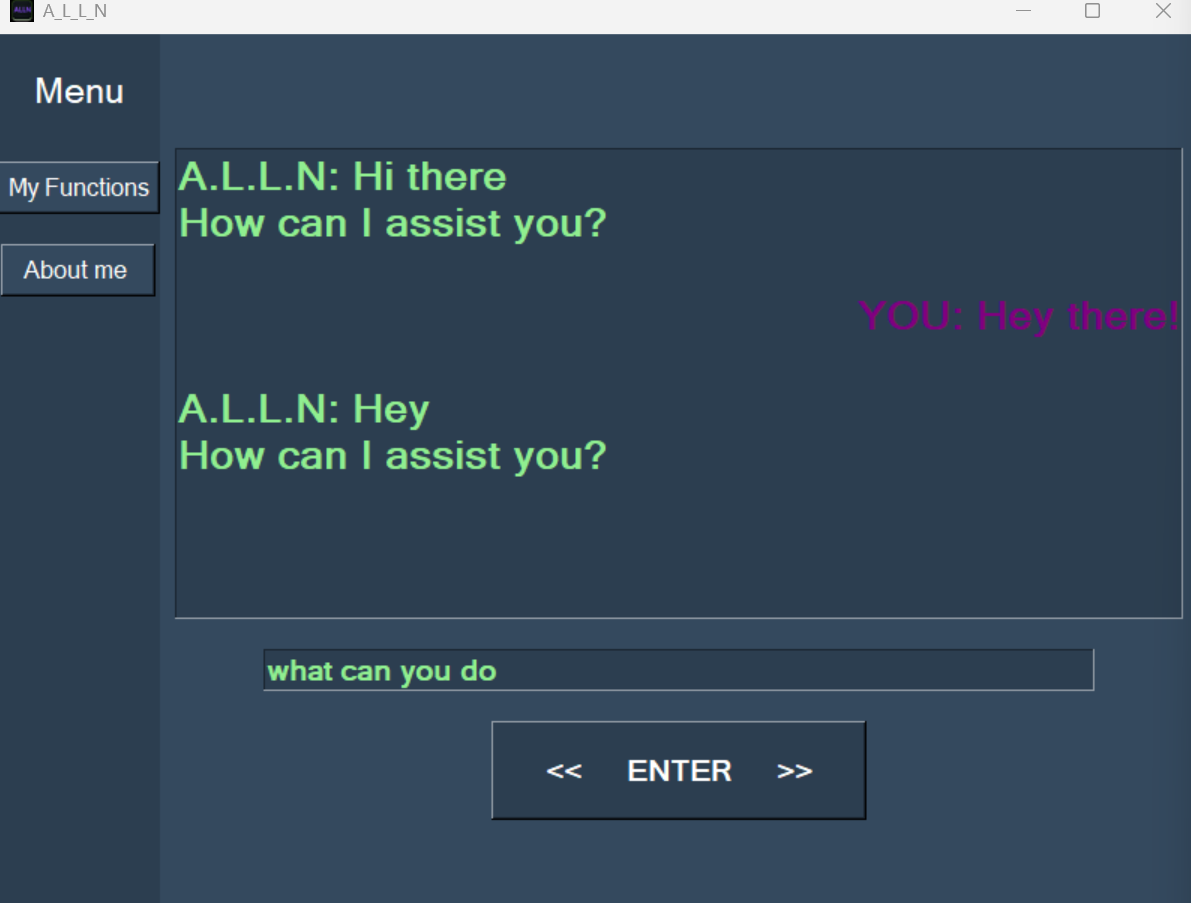 A_L_L_N
Menu
My Functions
About me
A.L.L.N: Hi there
How can I assist you?
YOU: Hey there!
A.L.L.N: Hey
How can I assist you?
what can you do
<< ENTER >>